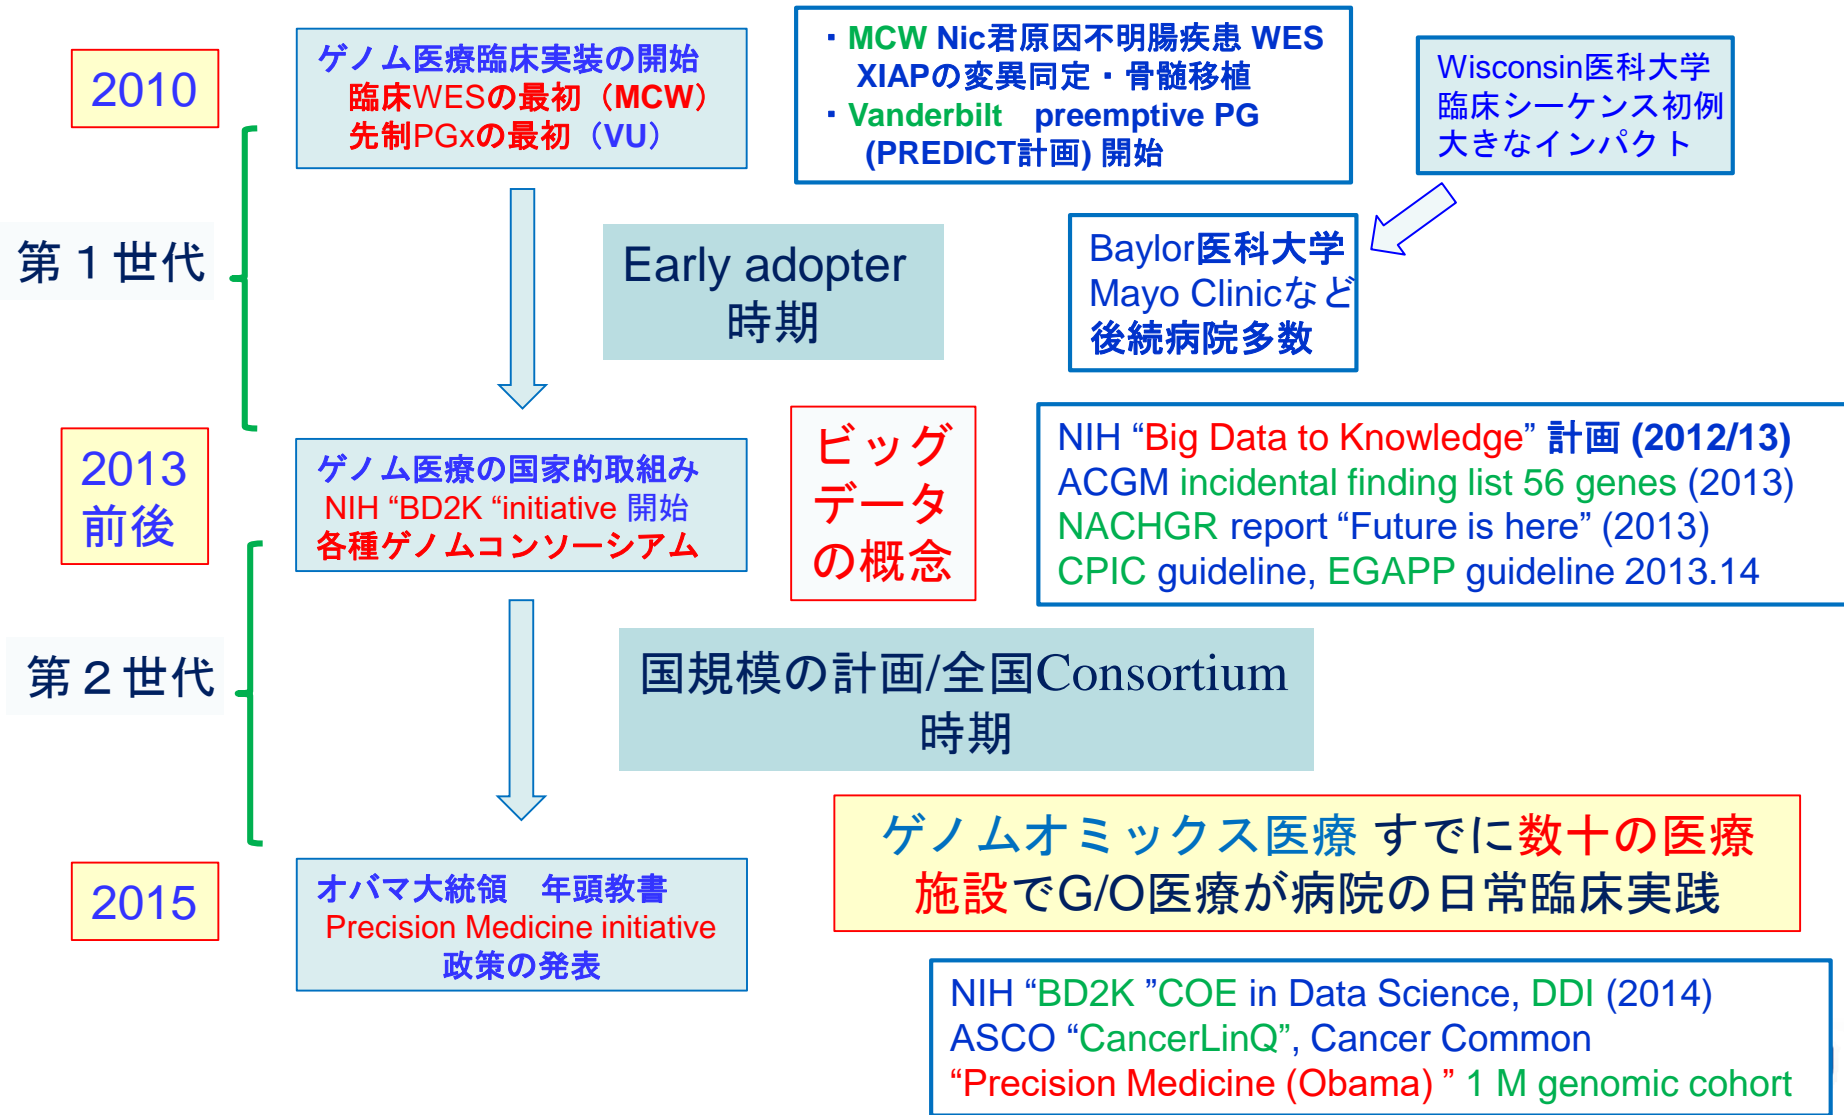 2010
ゲノム医療臨床実装の開始
臨床WESの最初（MCW）
先制PGxの最初（VU）
・MCW Nic君原因不明腸疾患 WES
XIAPの変異同定・骨髄移植
・Vanderbilt preemptive PG
(PREDICT計画) 開始
Wisconsin医科大学
臨床シーケンス初例
大きなインパクト
第１世代
Early adopter
時期
Baylor医科大学
Mayo Clinicなど
後続病院多数
2013
前後
ゲノム医療の国家的取組み
NIH “BD2K “initiative 開始
各種ゲノムコンソーシアム
ビッグ
データ
の概念
NIH “Big Data to Knowledge” 計画 (2012/13)
ACGM incidental finding list 56 genes (2013)
NACHGR report “Future is here” (2013)
CPIC guideline, EGAPP guideline 2013.14
第２世代
国規模の計画/全国Consortium
時期
ゲノムオミックス医療 すでに数十の医療
施設でG/O医療が病院の日常臨床実践
2015
オバマ大統領　年頭教書
Precision Medicine initiative
政策の発表
NIH “BD2K ”COE in Data Science, DDI (2014)
ASCO “CancerLinQ”, Cancer Common
“Precision Medicine (Obama) ” 1 M genomic cohort